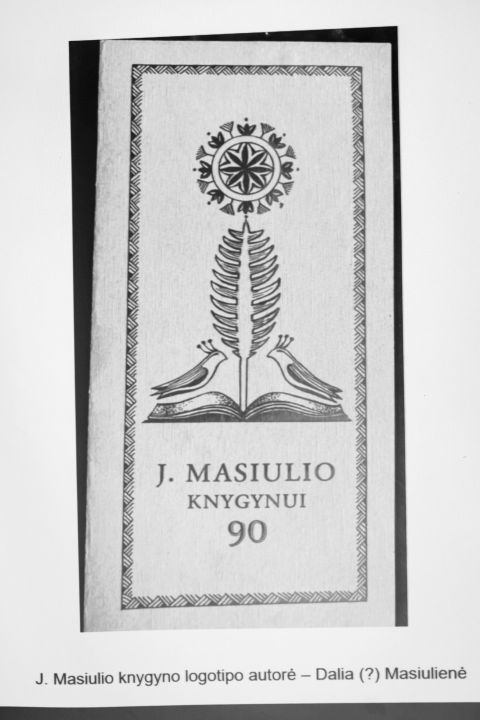 J. MASIULIO
KNYGYNUI
90
J. Masiulio knygyno logotipo autorė – Dalia (?) Masiulienė